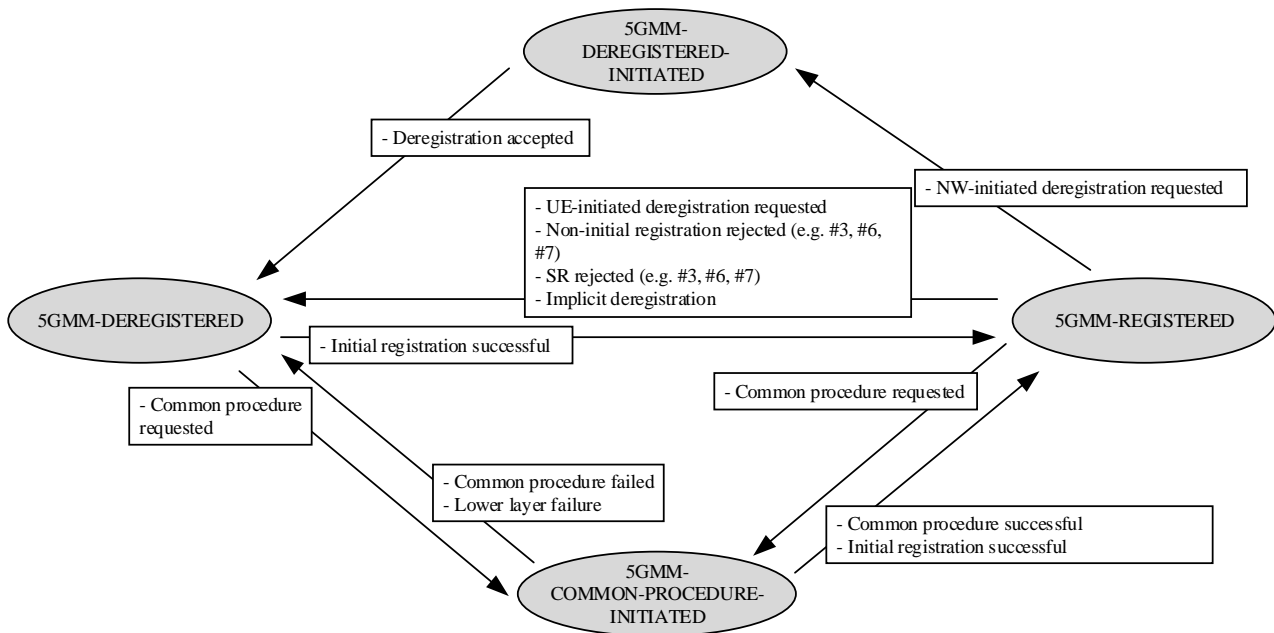 5GMM-
DEREGISTERED-
INITIATED
- Deregistration accepted
- NW-initiated deregistration requested
- UE-initiated deregistration requested
- Non-initial registration rejected (e.g. #3, #6,
#7)
- SR rejected (e.g. #3, #6, #7)
- Implicit deregistration
5GMM-DEREGISTERED
5GMM-REGISTERED
- Initial registration successful
- Common procedure
requested
- Common procedure requested
- Common procedure failed
- Lower layer failure
- Common procedure successful
- Initial registration successful
5GMM-
COMMON-PROCEDURE-
INITIATED